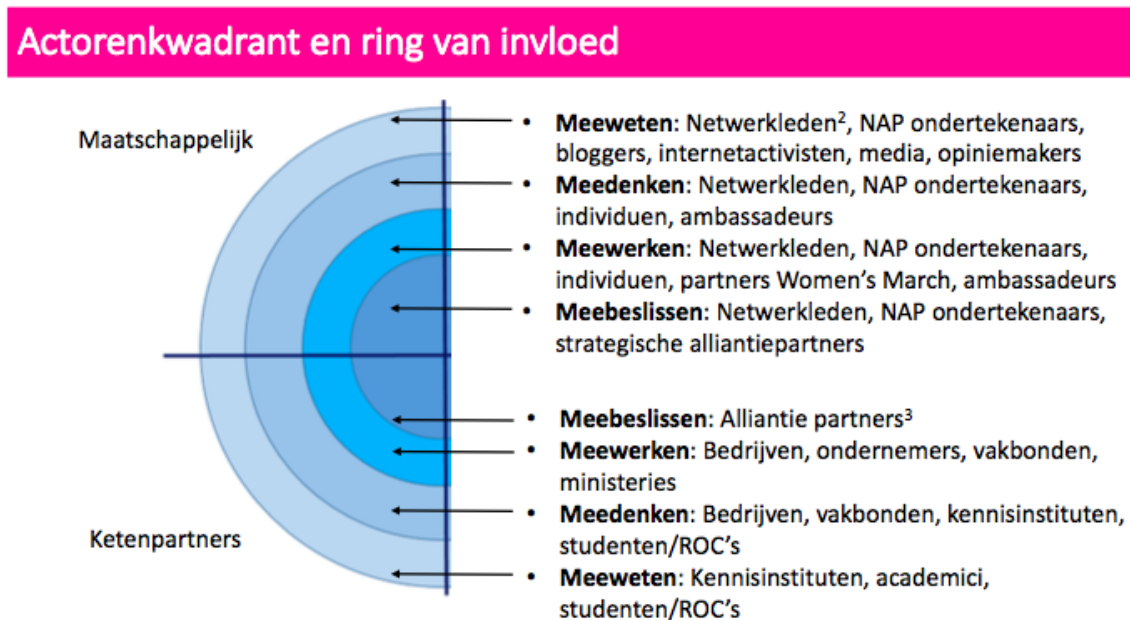 Actorenkwadrant en ring van invloed
Maatschappelijk
• Meeweten: Netwerkleden², NAP ondertekenaars,
bloggers, internetactivisten, media, opiniemakers
• Meedenken: Netwerkleden, NAP ondertekenaars,
individuen, ambassadeurs
• Meewerken: Netwerkleden, NAP ondertekenaars,
individuen, partners Women's March, ambassadeurs
• Meebeslissen: Netwerkleden, NAP ondertekenaars,
strategische alliantiepartners
Ketenpartners
• Meebeslissen: Alliantie partners³
• Meewerken: Bedrijven, ondernemers, vakbonden,
ministeries
• Meedenken: Bedrijven, vakbonden, kennisinstituten,
studenten/ROC's
• Meeweten: Kennisinstituten, academici,
studenten/ROC's